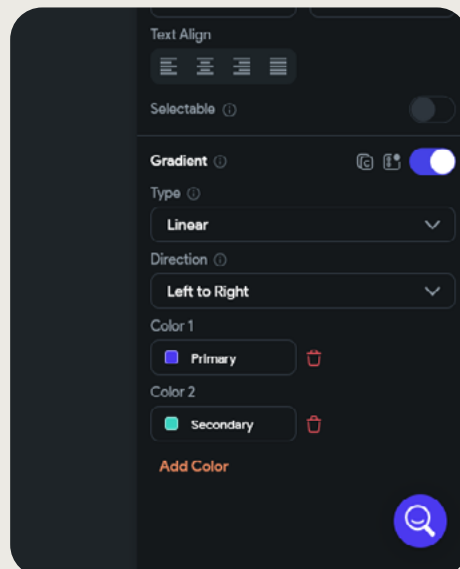 Text Align
Selectable
Gradient
Type
Linear
Direction
Left to Right
Color 1
Primary
Color 2
Secondary
Add Color